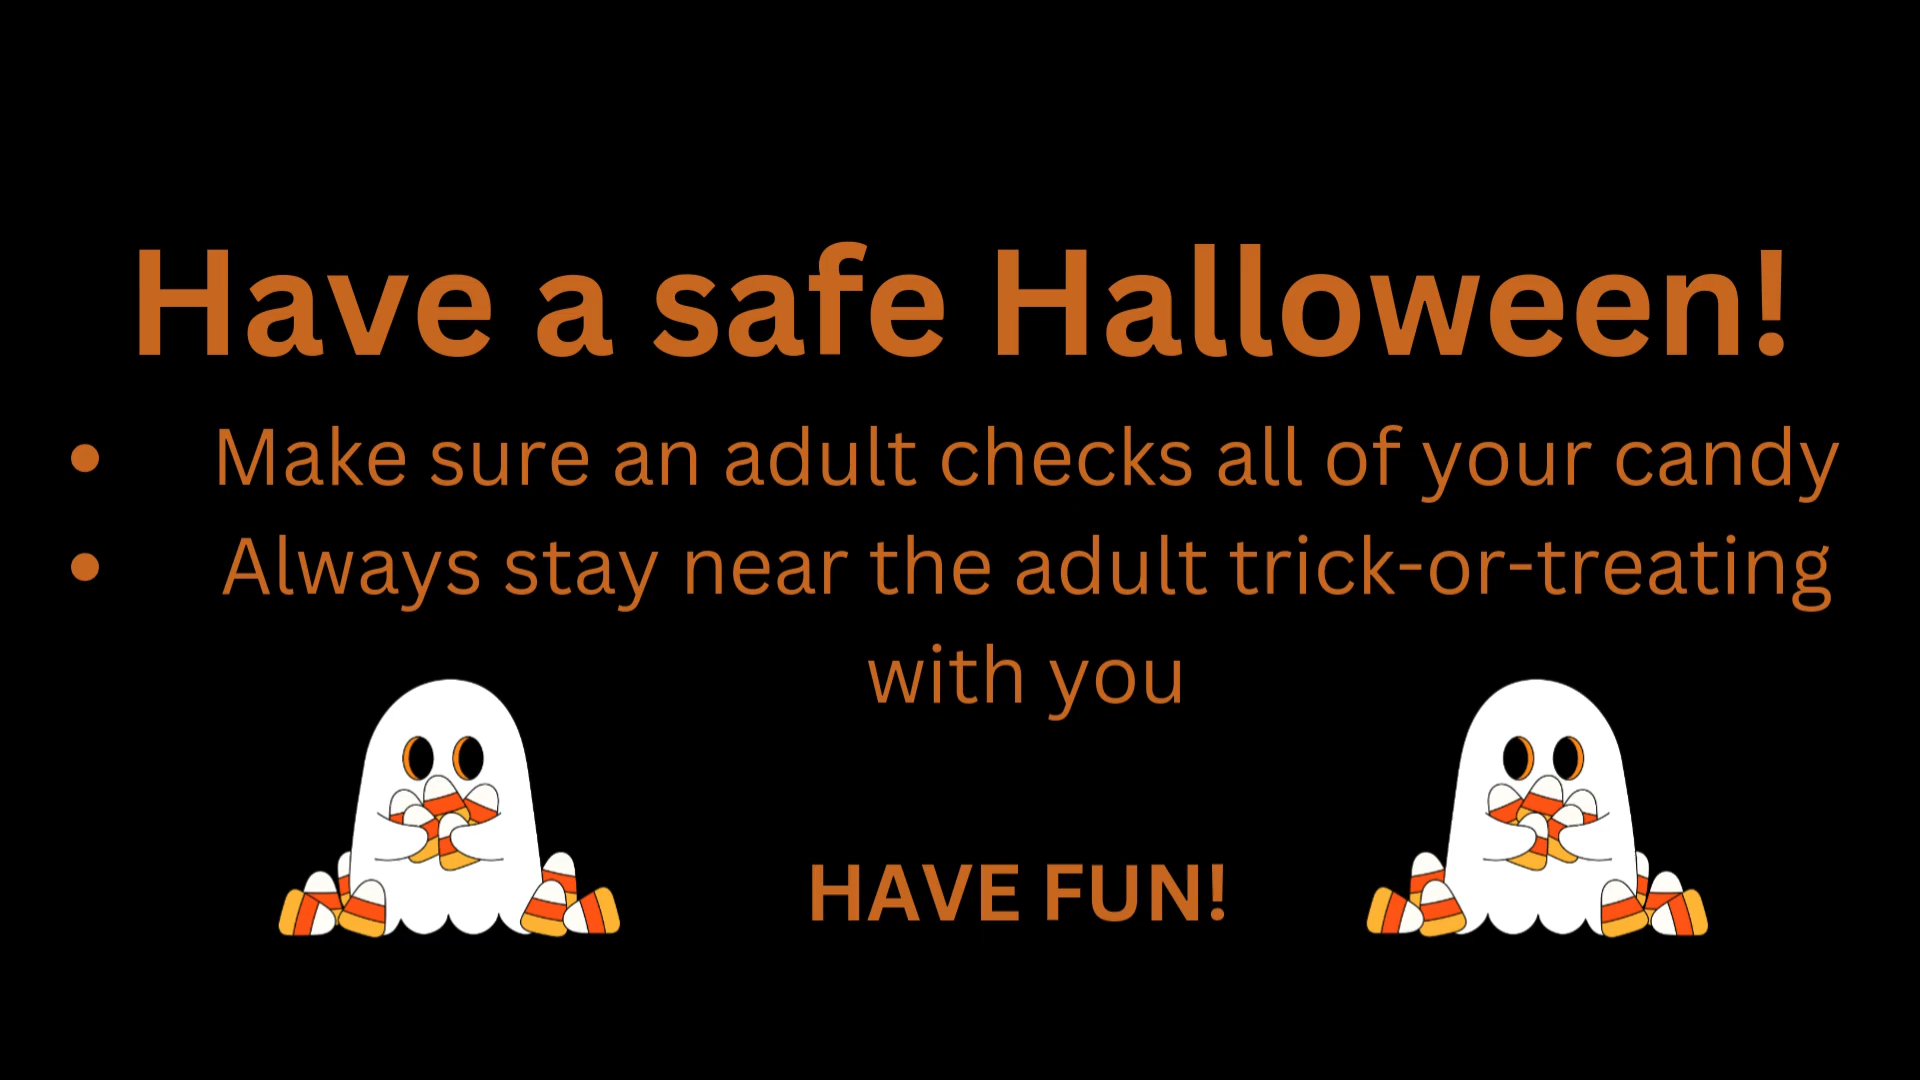 Have a safe Halloween!
• Make sure an adult checks all of your candy
• Always stay near the adult trick-or-treating
with you
HAVE FUN!